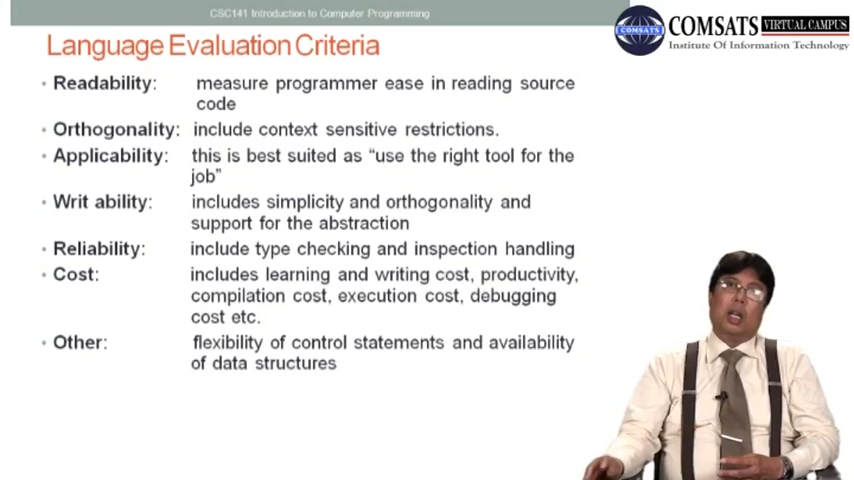 CSC141 Introduction to Computer Programming
COMSATS VIRTUAL CAMPUS
Institute Of Information Technology
COMSATS
Language Evaluation Criteria
• Readability: measure programmer ease in reading source
code
• Orthogonality: include context sensitive restrictions.
• Applicability: this is best suited as “use the right tool for the
job”
• Writ ability: includes simplicity and orthogonality and
support for the abstraction
• Reliability: include type checking and inspection handling
• Cost: includes learning and writing cost, productivity,
compilation cost, execution cost, debugging
cost etc.
• Other: flexibility of control statements and availability
of data structures